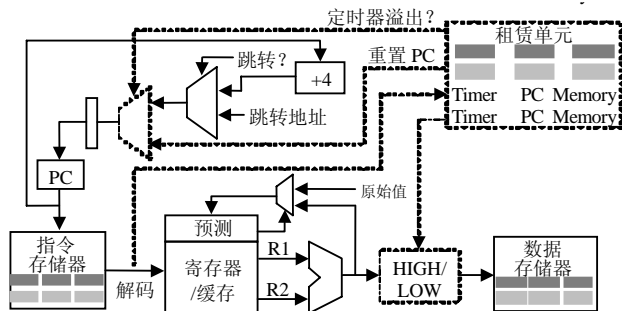 定时器溢出？
租赁单元
跳转？
重置 PC
+4
Timer PC Memory
Timer PC Memory
跳转地址
PC
原始值
预测
指令
存储器
解码
寄存器
/缓存
R1
R2
HIGH/
LOW
数据
存储器